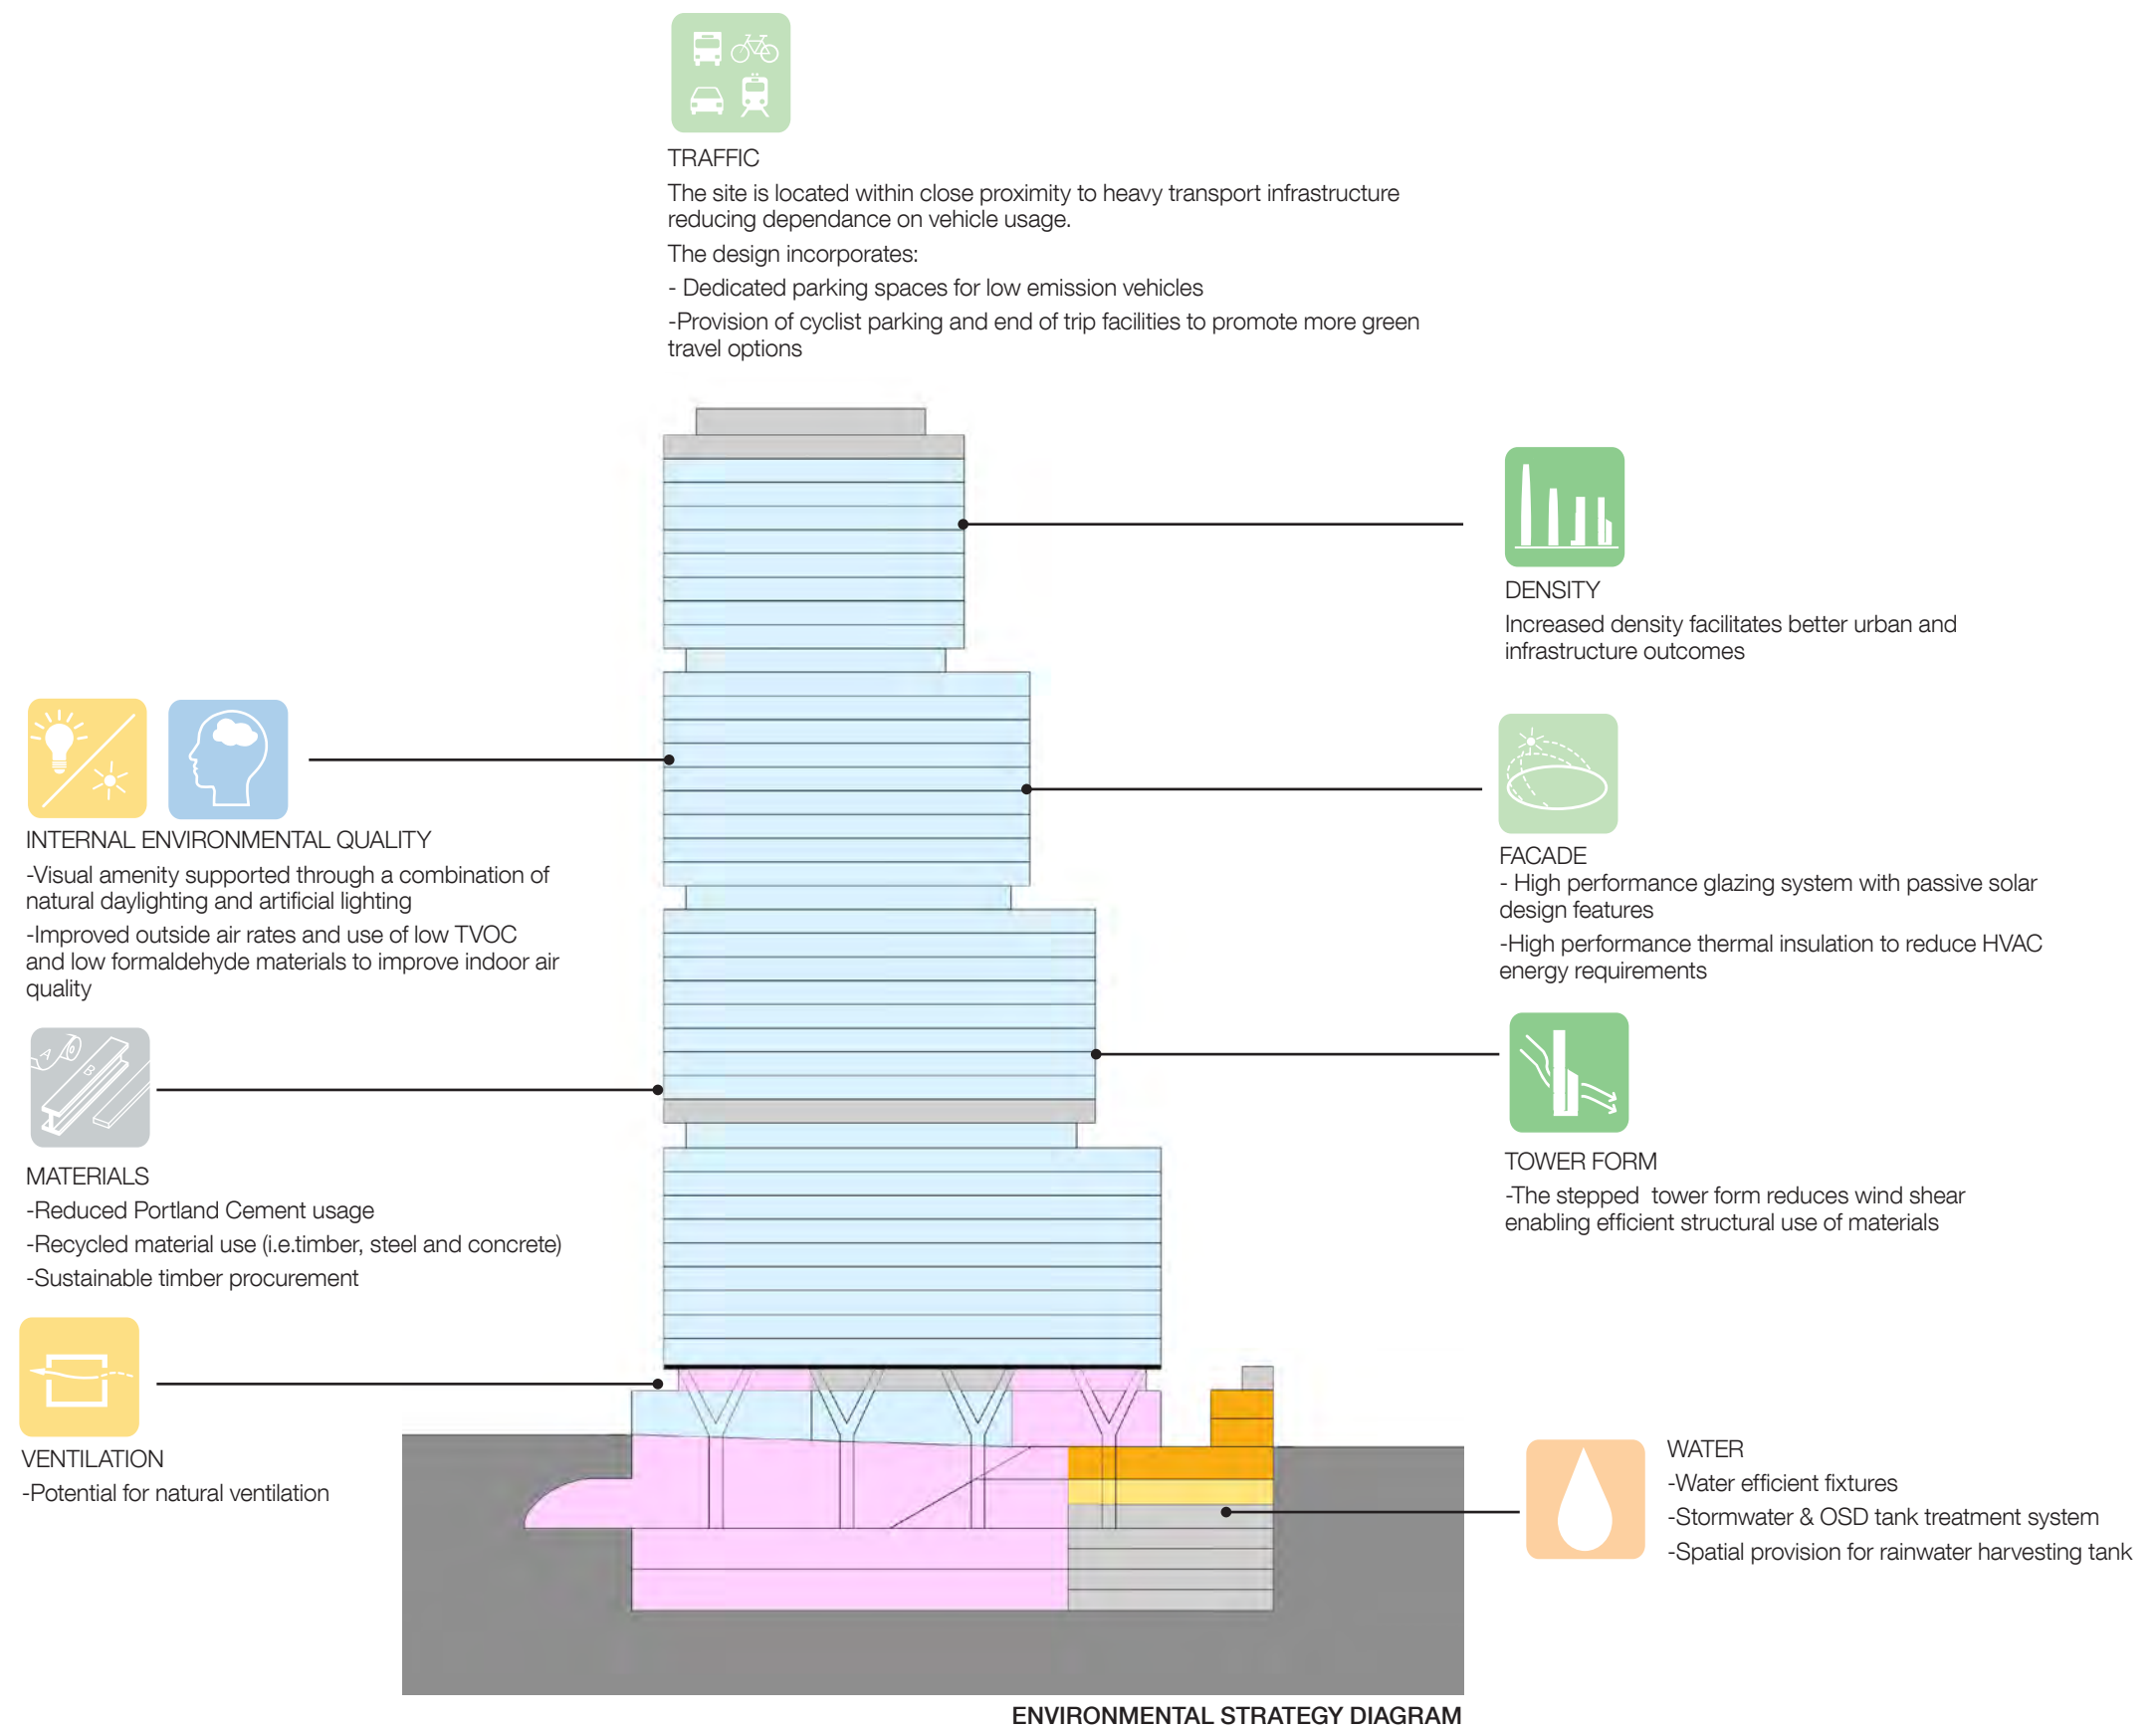 TRAFFIC
The site is located within close proximity to heavy transport infrastructure
reducing dependance on vehicle usage.
The design incorporates:
- Dedicated parking spaces for low emission vehicles
-Provision of cyclist parking and end of trip facilities to promote more green
travel options
DENSITY
Increased density facilitates better urban and
infrastructure outcomes
INTERNAL ENVIRONMENTAL QUALITY
-Visual amenity supported through a combination of
natural daylighting and artificial lighting
-Improved outside air rates and use of low TVOC
and low formaldehyde materials to improve indoor air
quality
FACADE
- High performance glazing system with passive solar
design features
-High performance thermal insulation to reduce HVAC
energy requirements
A
B
MATERIALS
-Reduced Portland Cement usage
-Recycled material use (i.e.timber, steel and concrete)
-Sustainable timber procurement
TOWER FORM
-The stepped  tower form reduces wind shear
enabling efficient structural use of materials
VENTILATION
-Potential for natural ventilation
WATER
-Water efficient fixtures
-Stormwater & OSD tank treatment system
-Spatial provision for rainwater harvesting tank
ENVIRONMENTAL STRATEGY DIAGRAM